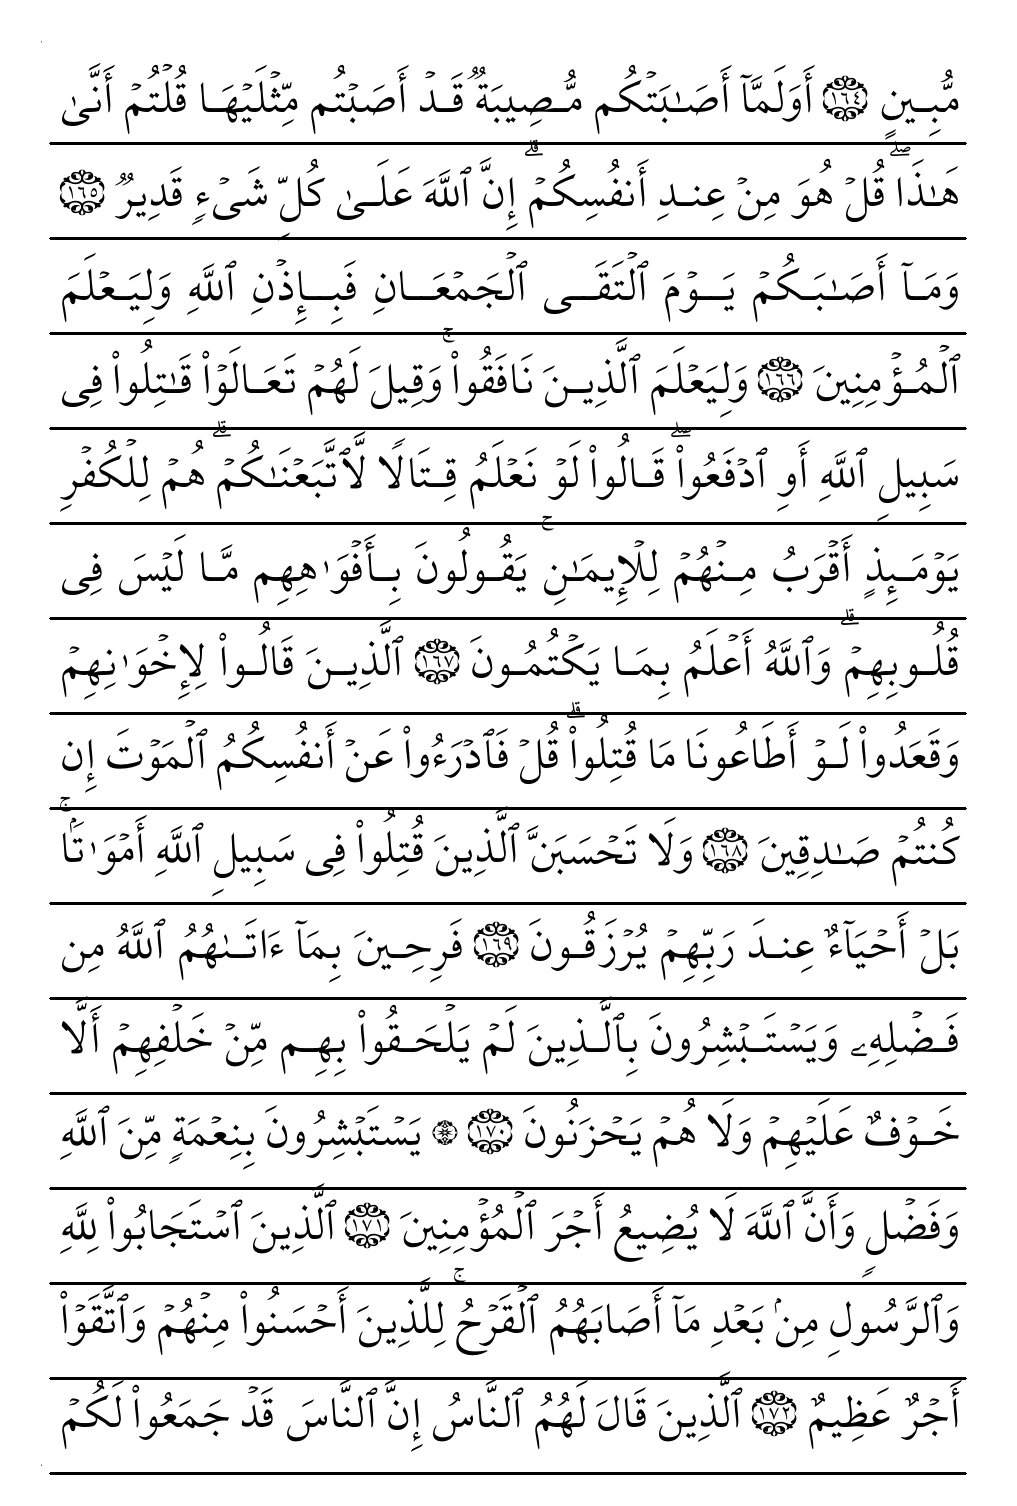 مُّبِينٍ ١٦٤ أَوَلَمَّآ أَصَـٰبَتۡكُم مُّصِيبَةٌ قَدۡ أَصَبۡتُم مِّثۡلَيۡهَا قُلۡتُمۡ أَنَّىٰ
هَـٰذَاۖ قُلۡ هُوَ مِنۡ عِندِ أَنفُسِكُمۡۗ إِنَّ ٱللَّهَ عَلَىٰ كُلِّ شَىۡءٍ قَدِيرٌ ١٦٥
وَمَآ أَصَـٰبَكُمۡ يَوۡمَ ٱلۡتَقَى ٱلۡجَمۡعَانِ فَبِإِذۡنِ ٱللَّهِ وَلِيَعۡلَمَ
ٱلۡمُؤۡمِنِينَ ١٦٦ وَلِيَعۡلَمَ ٱلَّذِينَ نَافَقُواْۚ وَقِيلَ لَهُمۡ تَعَالَوۡاْ قَـٰتِلُواْ فِى
سَبِيلِ ٱللَّهِ أَوِ ٱدۡفَعُواْۖ قَالُواْ لَوۡ نَعۡلَمُ قِتَالًا لَّٱتَّبَعۡنَـٰكُمۡۗ هُمۡ لِلۡكُفۡرِ
يَوۡمَئِذٍ أَقۡرَبُ مِنۡهُمۡ لِلۡإِيمَـٰنِۚ يَقُولُونَ بِأَفۡوَٰهِهِم مَّا لَيۡسَ فِى
قُلُوبِهِمۡۗ وَٱللَّهُ أَعۡلَمُ بِمَا يَكۡتُمُونَ ١٦٧ ٱلَّذِينَ قَالُواْ لِإِخۡوَٰنِهِمۡ
وَقَعَدُواْ لَوۡ أَطَاعُونَا مَا قُتِلُواْۗ قُلۡ فَٱدۡرَءُواْ عَنۡ أَنفُسِكُمُ ٱلۡمَوۡتَ إِن
كُنتُمۡ صَـٰدِقِينَ ١٦٨ وَلَا تَحۡسَبَنَّ ٱلَّذِينَ قُتِلُواْ فِى سَبِيلِ ٱللَّهِ أَمۡوَٰتَۢاۚ
بَلۡ أَحۡيَآءٌ عِندَ رَبِّهِمۡ يُرۡزَقُونَ ١٦٩ فَرِحِينَ بِمَآ ءَاتَـٰهُمُ ٱللَّهُ مِن
فَضۡلِهِۦ وَيَسۡتَبۡشِرُونَ بِٱلَّذِينَ لَمۡ يَلۡحَقُواْ بِهِم مِّنۡ خَلۡفِهِمۡ أَلَّا
خَوۡفٌ عَلَيۡهِمۡ وَلَا هُمۡ يَحۡزَنُونَ ١٧٠ ۞ يَسۡتَبۡشِرُونَ بِنِعۡمَةٍ مِّنَ ٱللَّهِ
وَفَضۡلٍ وَأَنَّ ٱللَّهَ لَا يُضِيعُ أَجۡرَ ٱلۡمُؤۡمِنِينَ ١٧١ ٱلَّذِينَ ٱسۡتَجَابُواْ لِلَّهِ
وَٱلرَّسُولِ مِنۢ بَعۡدِ مَآ أَصَابَهُمُ ٱلۡقَرۡحُۚ لِلَّذِينَ أَحۡسَنُواْ مِنۡهُمۡ وَٱتَّقَوۡاْ
أَجۡرٌ عَظِيمٌ ١٧٢ ٱلَّذِينَ قَالَ لَهُمُ ٱلنَّاسُ إِنَّ ٱلنَّاسَ قَدۡ جَمَعُواْ لَكُمۡ